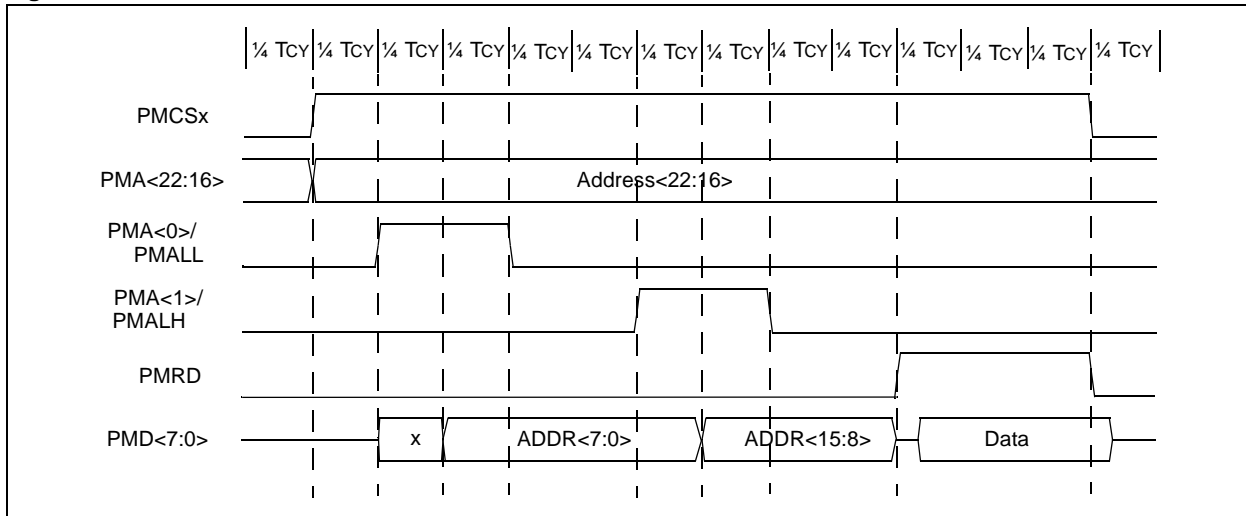 ¼ TCY ¼ TCY ¼ TCY ¼ TCY ¼ TCY ¼ TCY ¼ TCY ¼ TCY ¼ TCY ¼ TCY ¼ TCY ¼ TCY ¼ TCY ¼ TCY
PMCSx
PMA<22:16>
Address<22:16>
PMA<0>/
PMALL
PMA<1>/
PMALH
PMRD
PMD<7:0>
x
ADDR<7:0>
ADDR<15:8>
Data